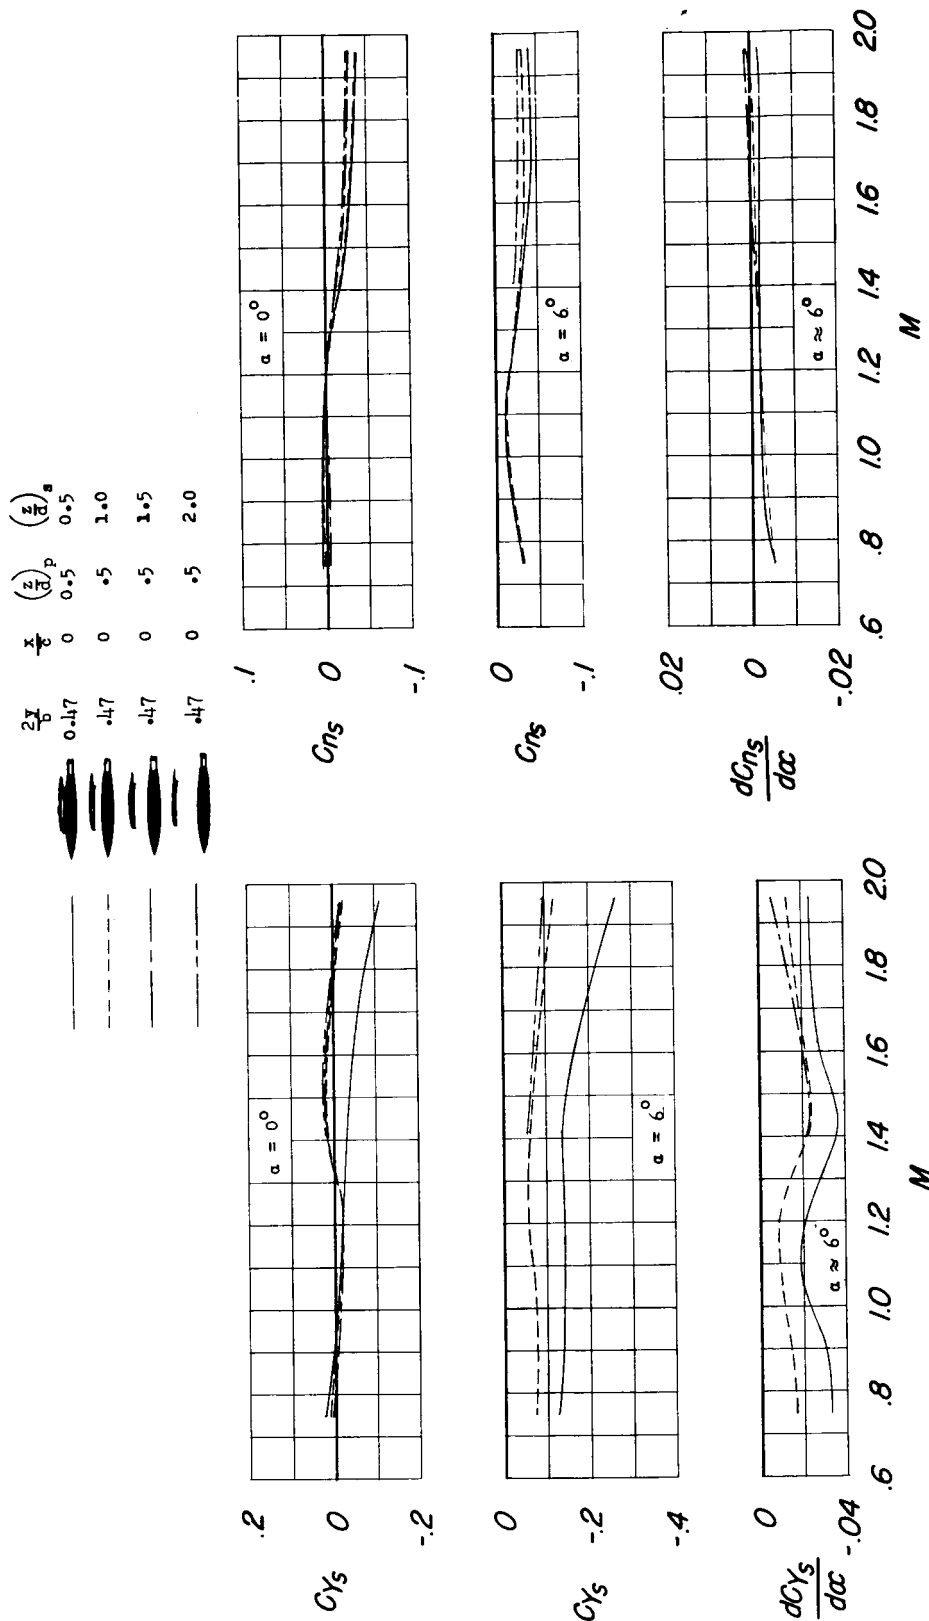 2y/b x/c (z/d)p (z/d)s
0.47 0 0.5 0.5
.47 0 .5 1.0
.47 0 .5 1.5
.47 0 .5 2.0
.2
0
-.2
CYs
α = 0°
0
-.2
-.4
CYs
α = 6°
0
-.04
dCYs/dα
α ≈ 6°
.6 .8 1.0 1.2 1.4 1.6 1.8 2.0
M
.1
0
-.1
Cns
α = 0°
0
-.1
Cns
α = 6°
.02
0
-.02
dCns/dα
α ≈ 6°
.6 .8 1.0 1.2 1.4 1.6 1.8 2.0
M